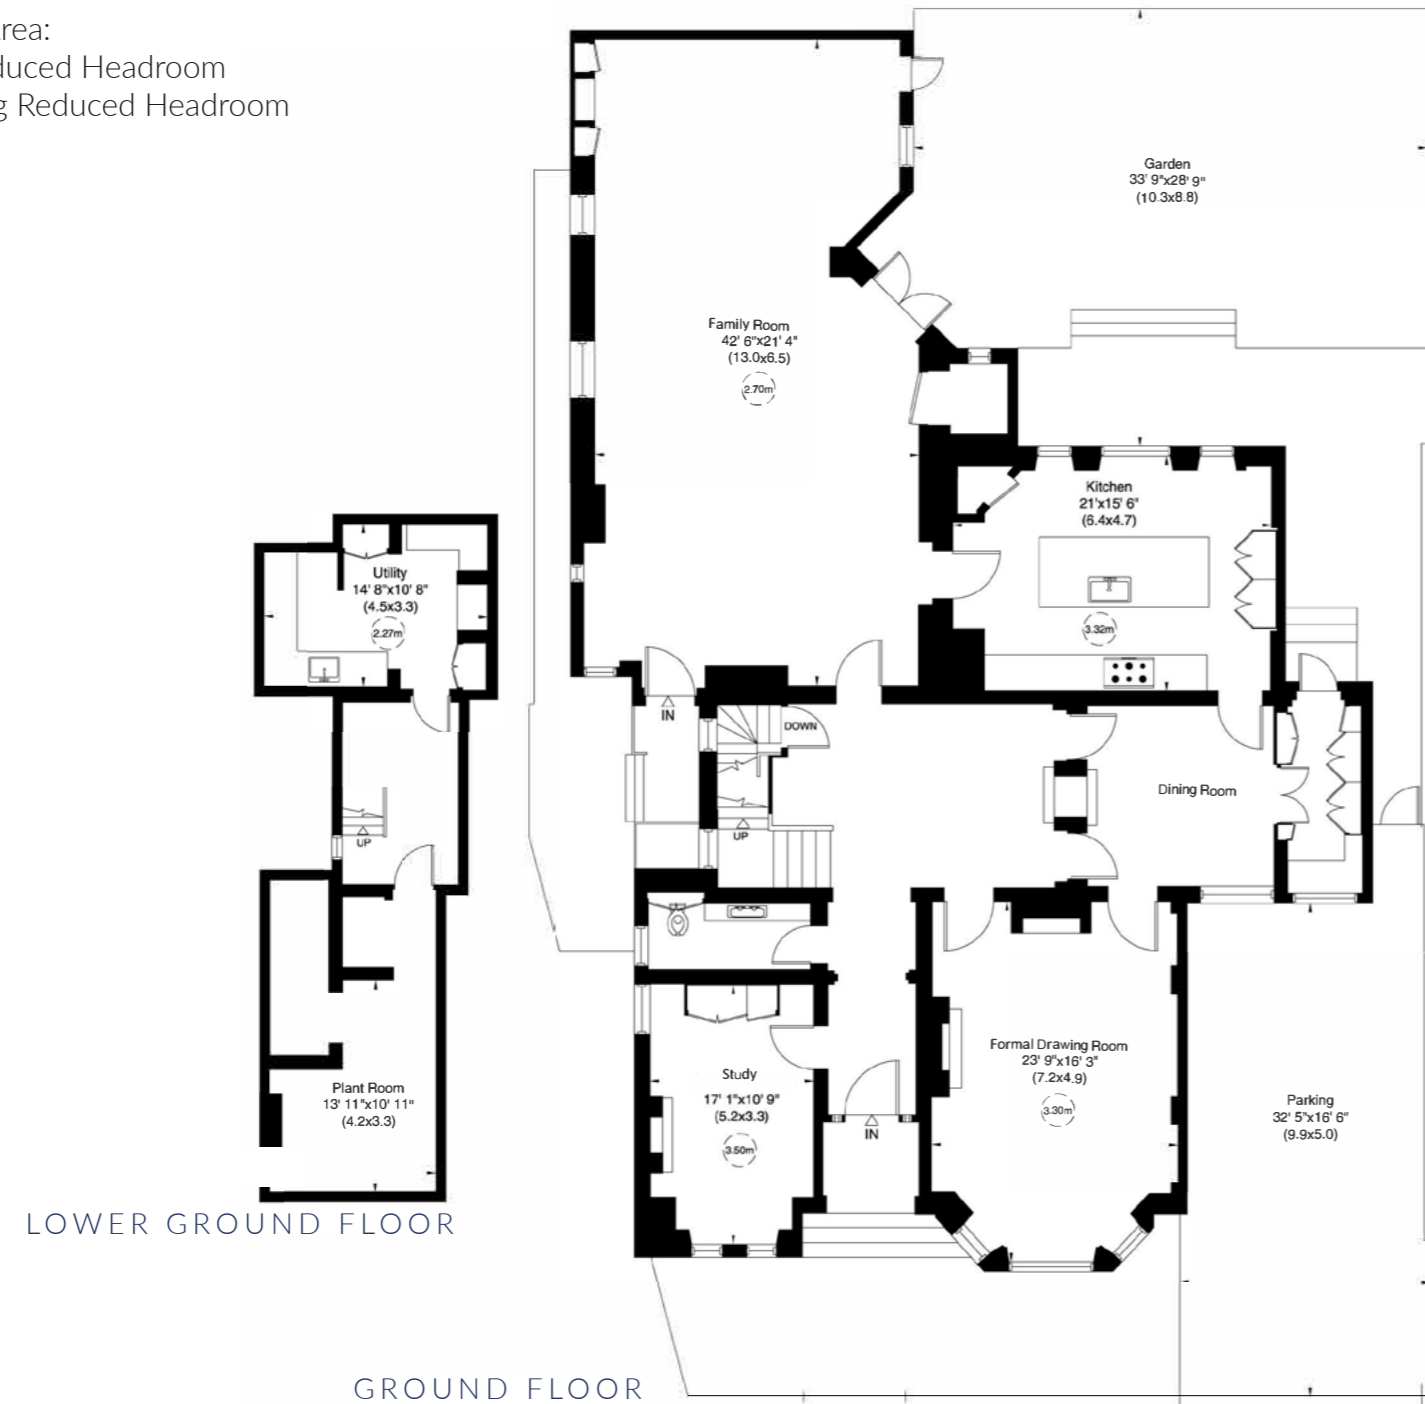 rea:
duced Headroom
g Reduced Headroom
Garden
33' 9"x28' 9"
(10.3x8.8)
Family Room
42' 6"x21' 4"
(13.0x6.5)
2.70m
Kitchen
21'x15' 6"
(6.4x4.7)
3.32m
Utility
14' 8"x10' 8"
(4.5x3.3)
2.27m
IN
DOWN
UP
Dining Room
UP
Formal Drawing Room
23' 9"x16' 3"
(7.2x4.9)
3.30m
Study
17' 1"x10' 9"
(5.2x3.3)
3.50m
IN
Plant Room
13' 11"x10' 11"
(4.2x3.3)
Parking
32' 5"x16' 6"
(9.9x5.0)
LOWER GROUND FLOOR
GROUND FLOOR